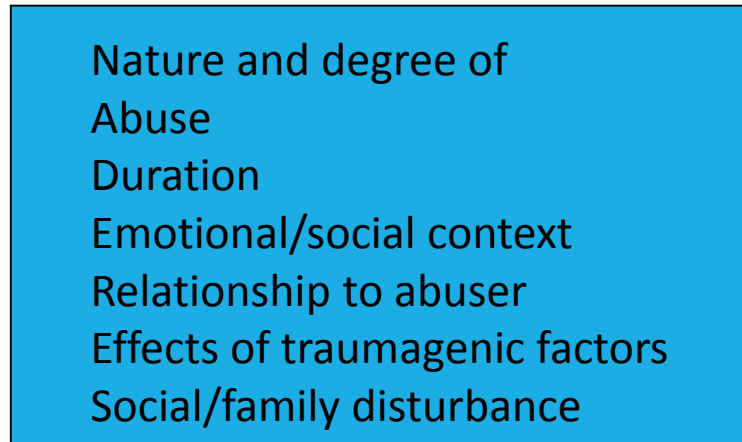 Nature and degree of
Abuse
Duration
Emotional/social context
Relationship to abuser
Effects of traumagenic factors
Social/family disturbance